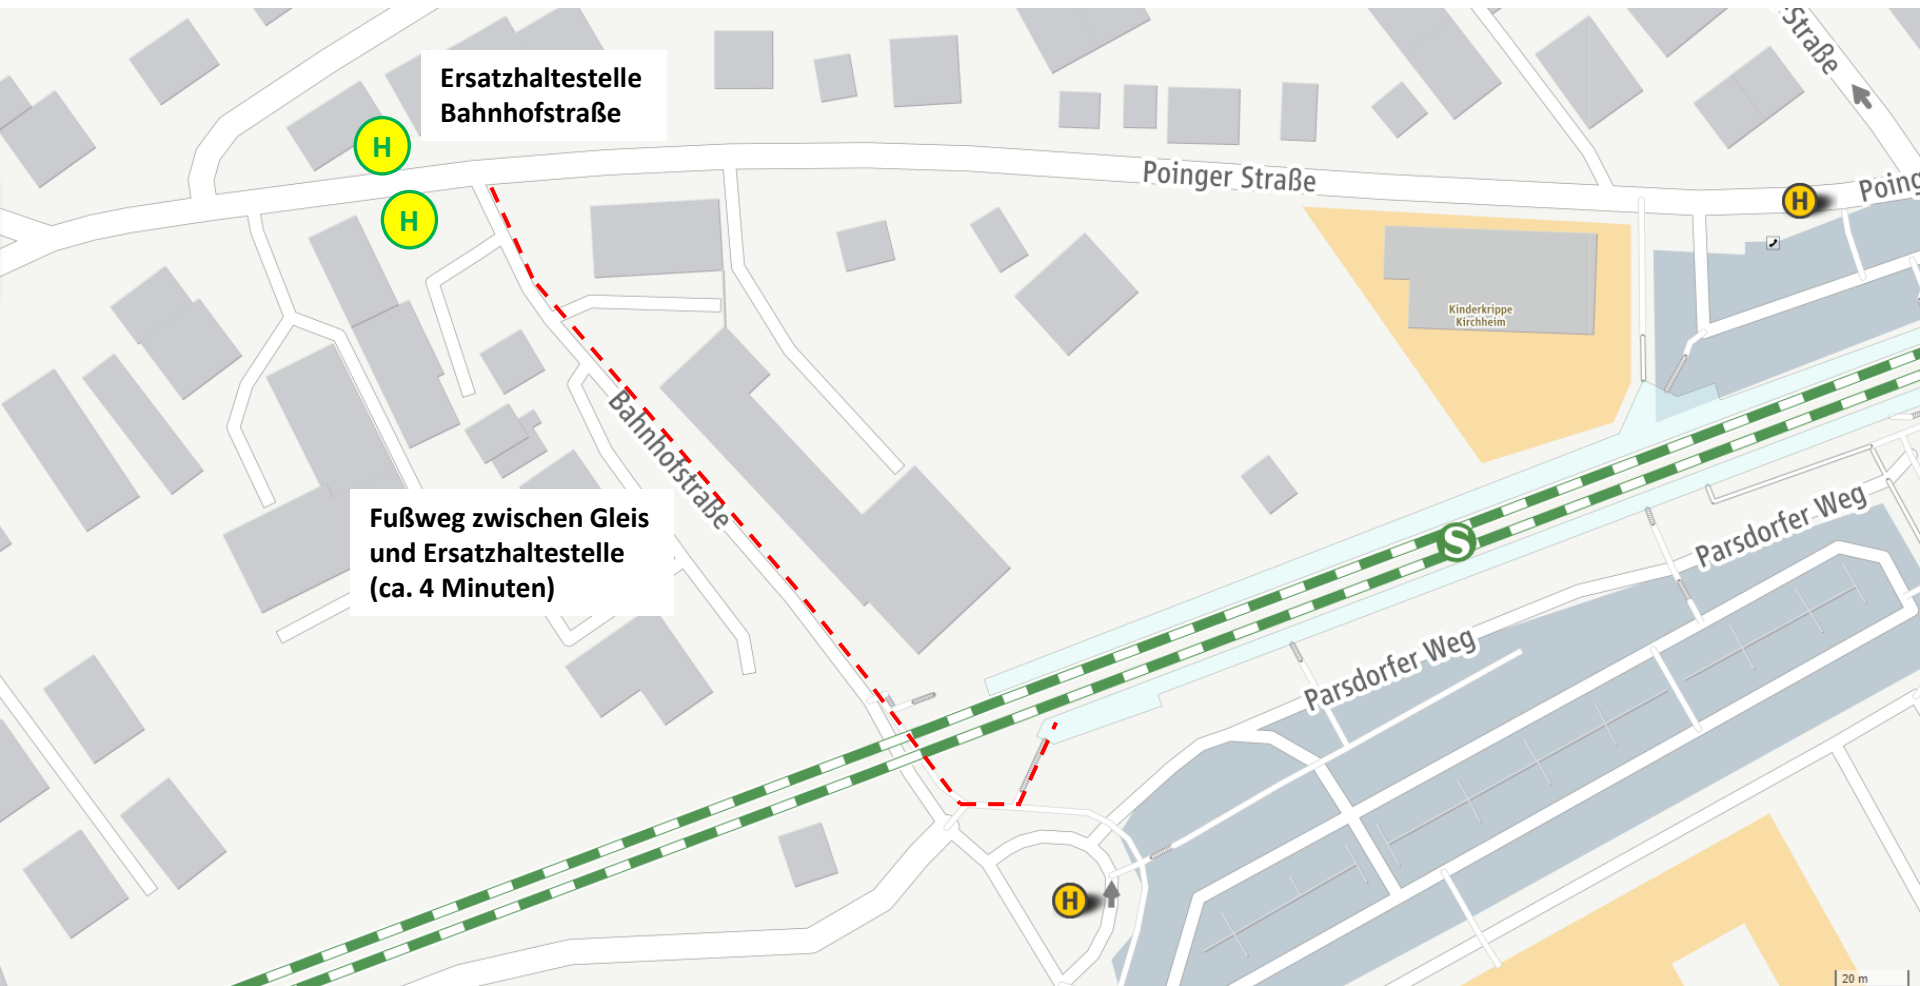 Straße
Ersatzhaltestelle
Bahnhofstraße
H
H
Poinger Straße
H
Poing
Kinderkrippe
Kirchheim
Bahnhofstraße
Fußweg zwischen Gleis
und Ersatzhaltestelle
(ca. 4 Minuten)
S
Parsdorfer Weg
Parsdorfer Weg
H
20 m